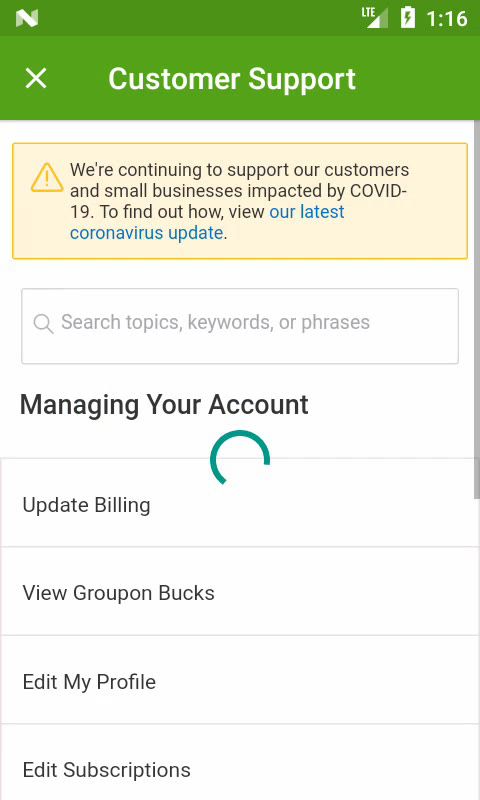 LTE 1:16
Customer Support
We're continuing to support our customers
and small businesses impacted by COVID-
19. To find out how, view our latest
coronavirus update.
Search topics, keywords, or phrases
Managing Your Account
Update Billing
View Groupon Bucks
Edit My Profile
Edit Subscriptions